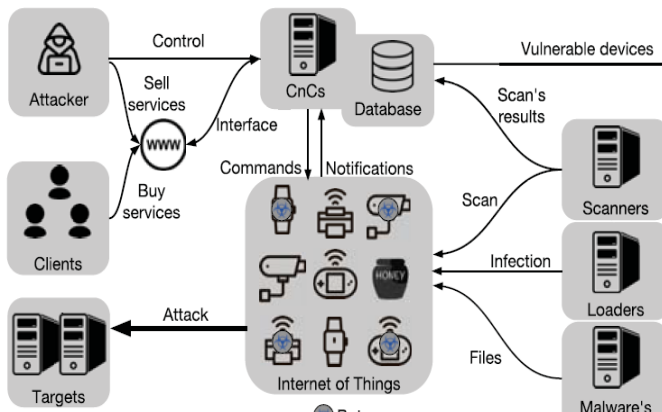 Attacker
Control
Sell
services
WWW
Interface
Buy
services
Clients
CnCs
Database
Vulnerable devices
Scan's
results
Commands
Notifications
Scan
Scanners
HONEY
Infection
Loaders
Attack
Targets
Files
Internet of Things
Malware's